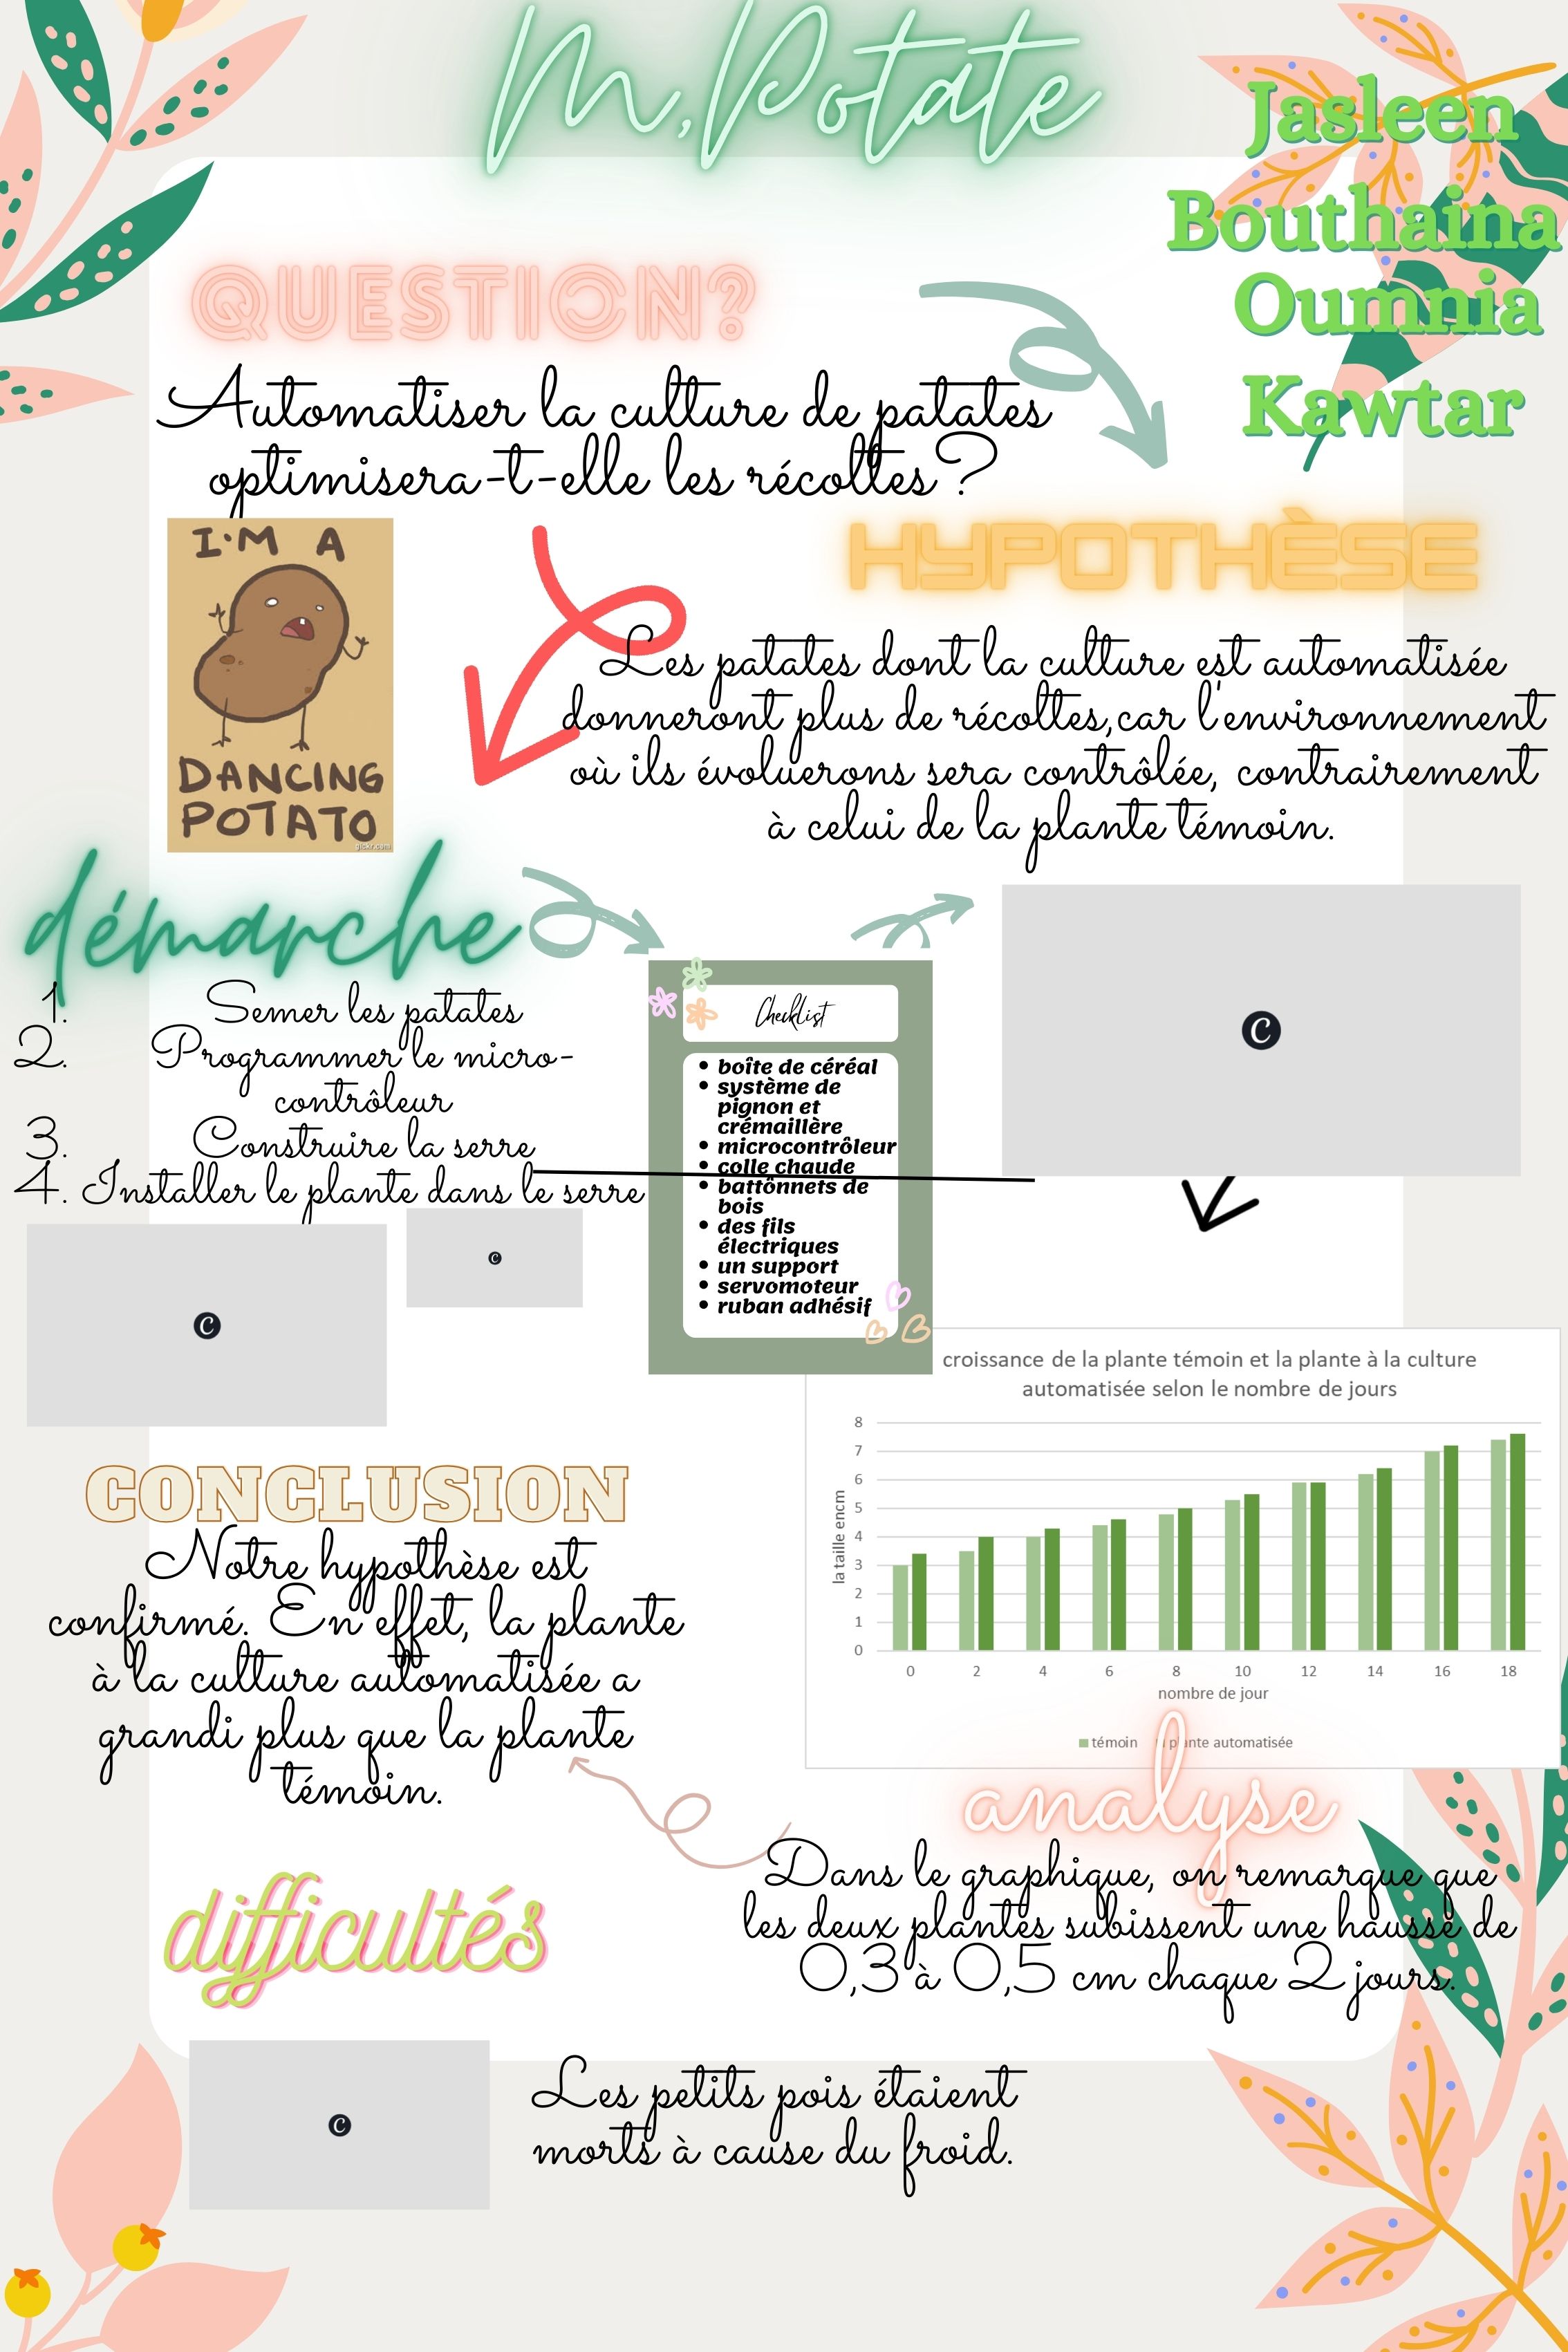 M.Potate
Jasleen
Bouthaina
Oumnia
Kawtar
QUESTION?
Automatiser la culture de patates
optimisera-t-elle les récoltes?
I'M A
DANCING
POTATO
gickr.com
HYPOTHÈSE
Les patates dont la culture est automatisée
donneront plus de récoltes,car l'environnement
où ils évoluerons sera contrôlée, contrairement
à celui de la plante témoin.
démarche
1. Semer les patates
2. Programmer le micro-
contrôleur
3. Construire la serre
4. Installer le plante dans le serre
Checklist
• boîte de céréal
• système de
pignon et
crémaillère
• microcontrôleur
• colle chaude
• battônnets de
bois
• des fils
électriques
• un support
• servomoteur
• ruban adhésif
C
C
C
croissance de la plante témoin et la plante à la culture
automatisée selon le nombre de jours
la taille encm
8
7
6
5
4
3
2
1
0
0 2 4 6 8 10 12 14 16 18
nombre de jour
témoin plante automatisée
CONCLUSION
Notre hypothèse est
confirmé. En effet, la plante
à la culture automatisée a
grandi plus que la plante
témoin.
analyse
Dans le graphique, on remarque que
les deux plantes subissent une hausse de
0,3 à 0,5 cm chaque 2 jours.
difficultés
C
Les petits pois étaient
morts à cause du froid.